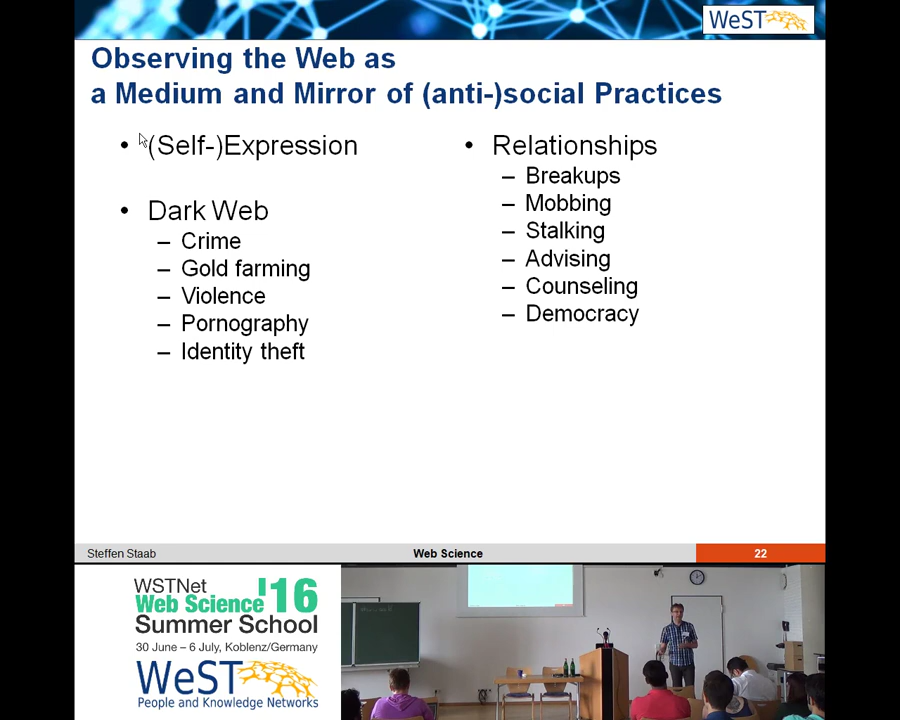 WeST
Observing the Web as
a Medium and Mirror of (anti-)social Practices
• (Self-)Expression
• Dark Web
– Crime
– Gold farming
– Violence
– Pornography
– Identity theft
• Relationships
– Breakups
– Mobbing
– Stalking
– Advising
– Counseling
– Democracy
Steffen Staab
Web Science
22
WSTNet
Web Science '16
Summer School
30 June – 6 July, Koblenz/Germany
WeST
People and Knowledge Networks